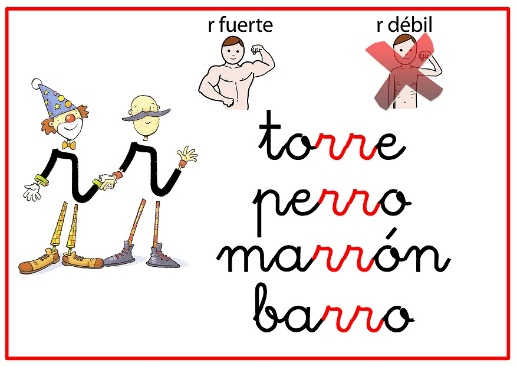 r fuerte r débil
torre
perro
marrón
barro